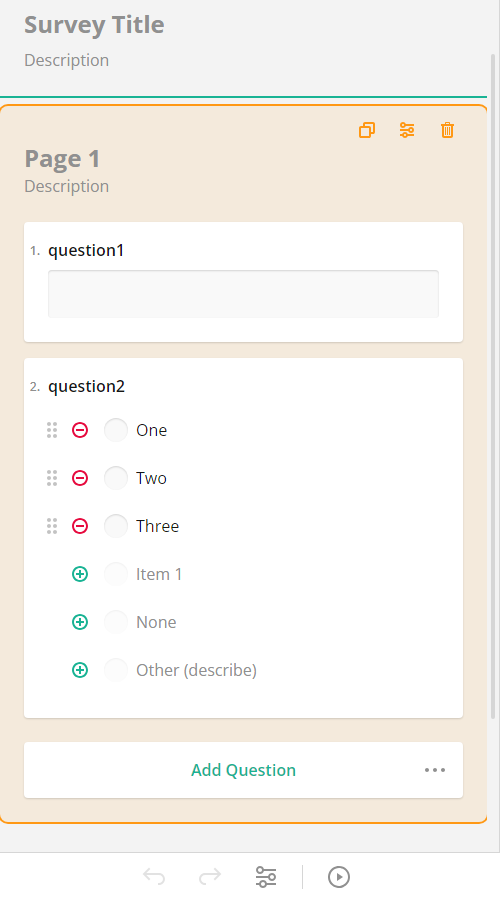 Survey Title
Description
Page 1
Description
1. question1
2. question2
One
Two
Three
Item 1
None
Other (describe)
Add Question